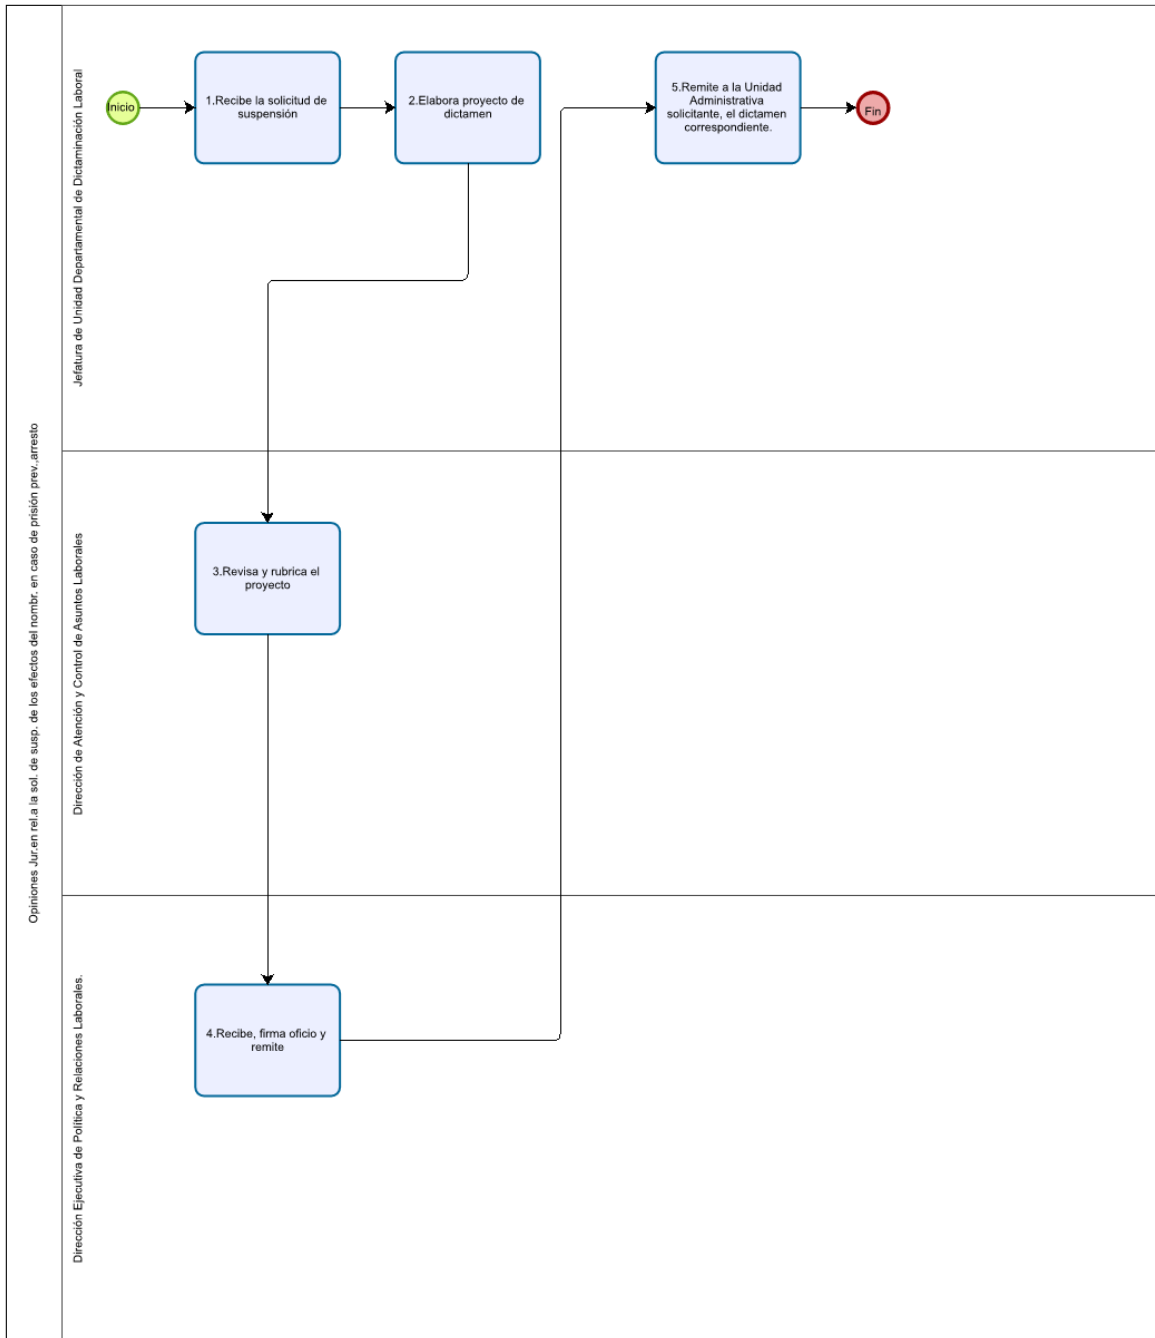 Opiniones Jur.en rel.a la sol. de susp. de los efectos del nombr. en caso de prisión prev.,arresto
Jefatura de Unidad Departamental de Dictaminación Laboral
Inicio
1.Recibe la solicitud de
suspensión
2.Elabora proyecto de
dictamen
5.Remite a la Unidad
Administrativa
solicitante, el dictamen
correspondiente.
Fin
Dirección de Atención y Control de Asuntos Laborales
3.Revisa y rubrica el
proyecto
Dirección Ejecutiva de Política y Relaciones Laborales.
4.Recibe, firma oficio y
remite